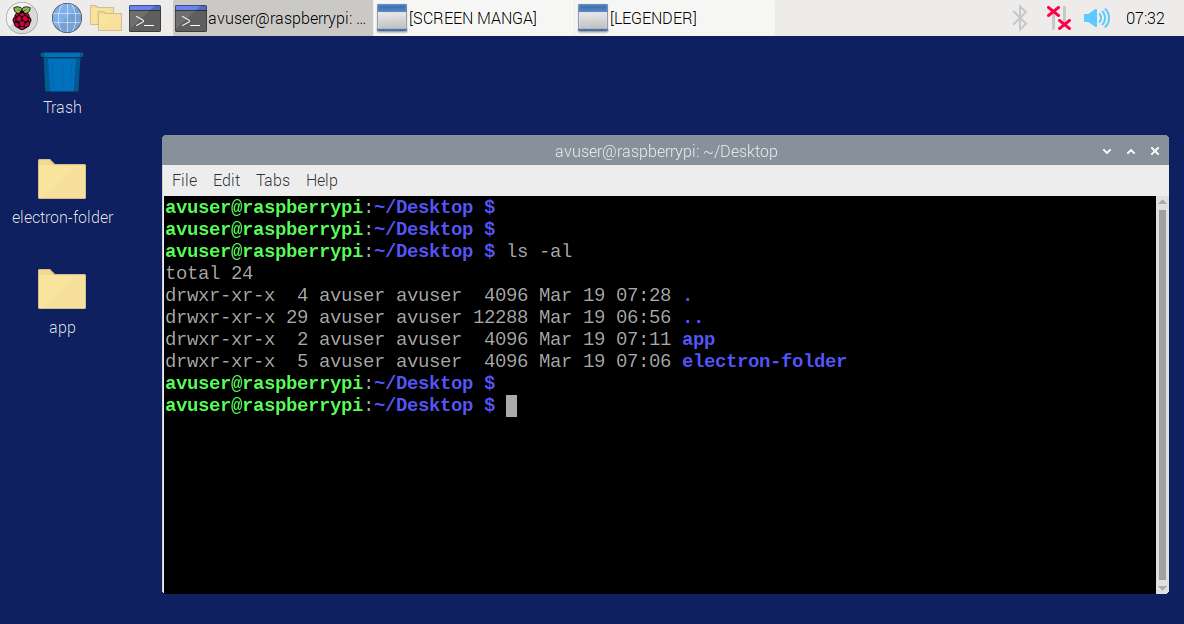 avuser@raspberrypi: ...
[SCREEN MANGA]
[LEGENDER]
07:32
Trash
electron-folder
app
avuser@raspberrypi: ~/Desktop
File Edit Tabs Help
avuser@raspberrypi:~/Desktop $
avuser@raspberrypi:~/Desktop $
avuser@raspberrypi:~/Desktop $ ls -al
total 24
drwxr-xr-x  4 avuser avuser  4096 Mar 19 07:28 .
drwxr-xr-x 29 avuser avuser 12288 Mar 19 06:56 ..
drwxr-xr-x  2 avuser avuser  4096 Mar 19 07:11 app
drwxr-xr-x  5 avuser avuser  4096 Mar 19 07:06 electron-folder
avuser@raspberrypi:~/Desktop $
avuser@raspberrypi:~/Desktop $